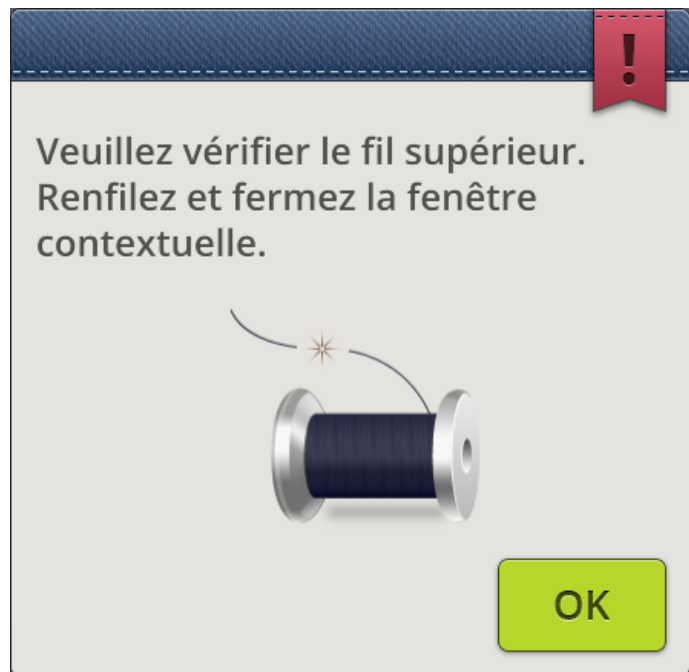 !
Veuillez vérifier le fil supérieur.
Renfilez et fermez la fenêtre
contextuelle.
OK